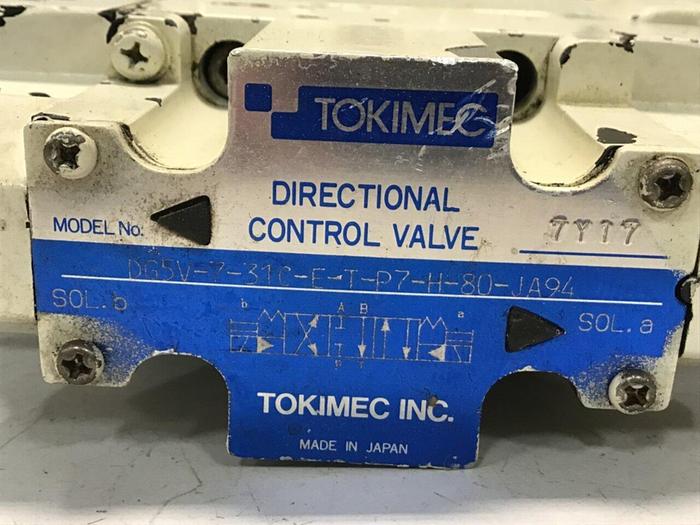 TOKIMEC
DIRECTIONAL
CONTROL VALVE
7Y17
MODEL No.
DG5V-7-31C-E-T-P7-H-80-JA94
SOL. b
SOL. a
b A B a
P T
TOKIMEC INC.
MADE IN JAPAN